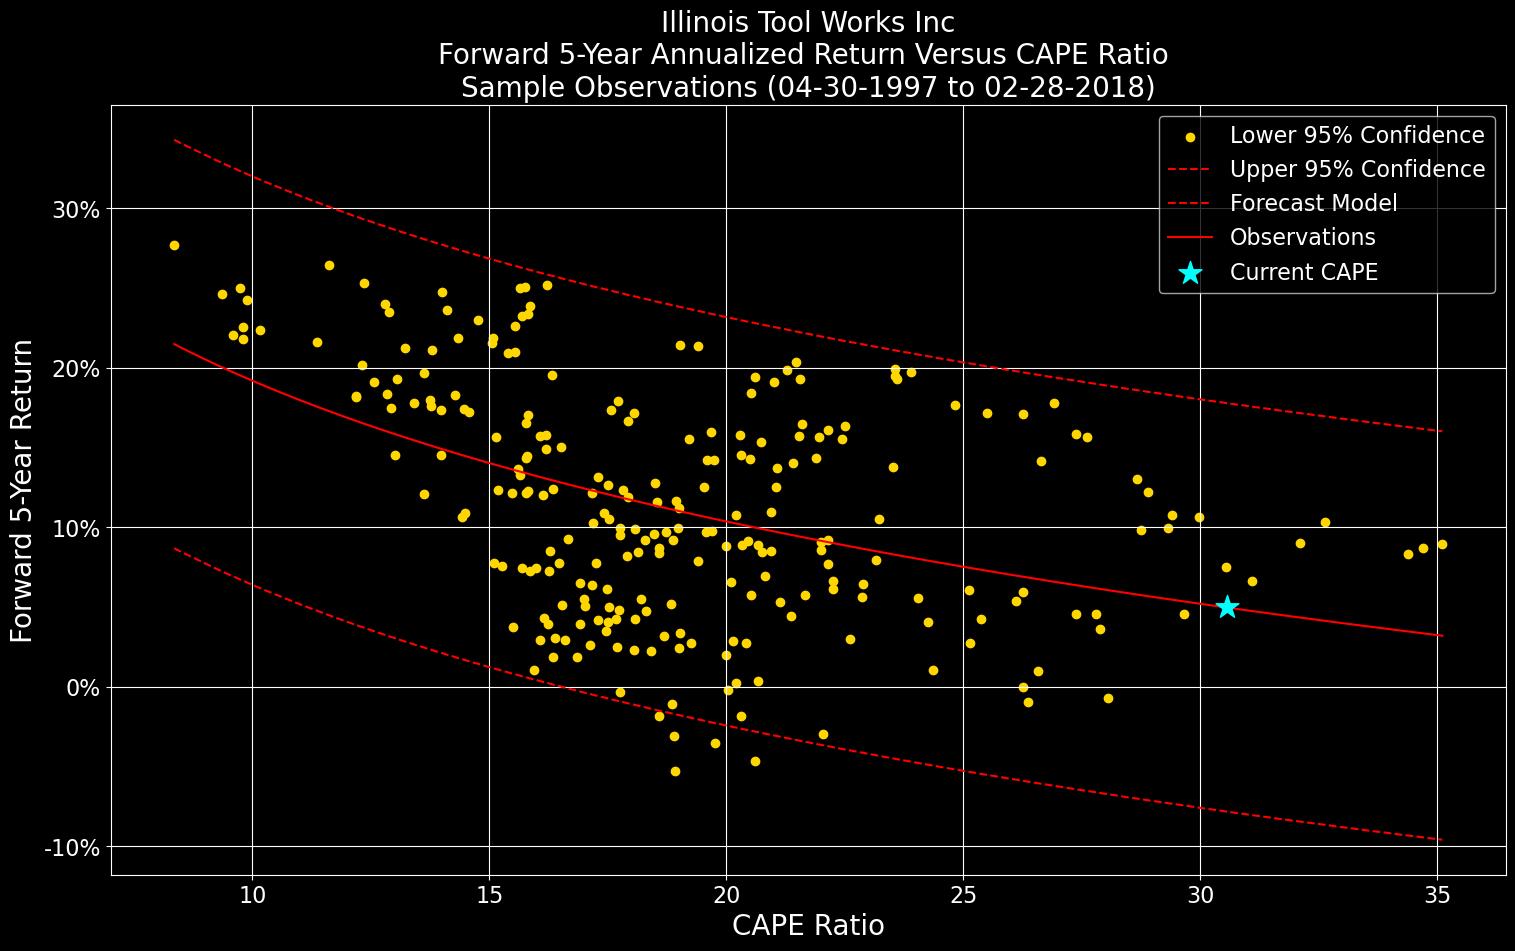 Illinois Tool Works Inc
Forward 5-Year Annualized Return Versus CAPE Ratio
Sample Observations (04-30-1997 to 02-28-2018)
Lower 95% Confidence
Upper 95% Confidence
Forecast Model
Observations
Current CAPE
Forward 5-Year Return
30%
20%
10%
0%
-10%
10 15 20 25 30 35
CAPE Ratio